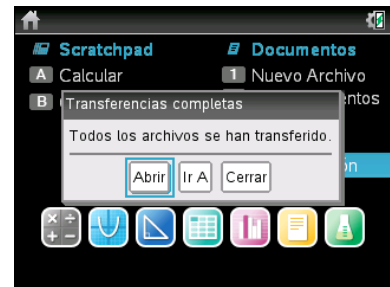 Scratchpad
Documentos
A Calcular
1 Nuevo Archivo
B
entos
Transferencias completas
Todos los archivos se han transferido.
Abrir Ir A Cerrar
ón